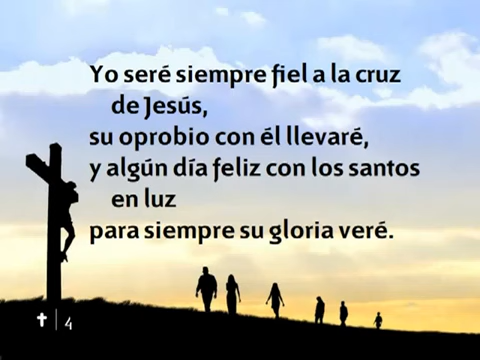 Yo seré siempre fiel a la cruz
de Jesús,
su oprobio con él llevaré,
y algún día feliz con los santos
en luz
para siempre su gloria veré.
4